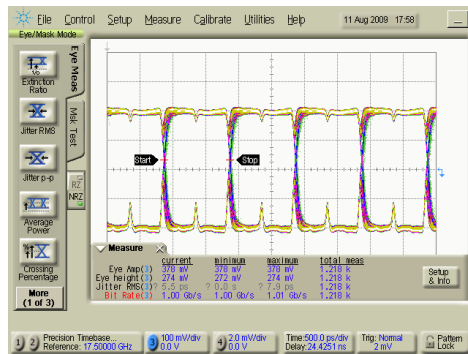 File Control Setup Measure Calibrate Utilities Help 11 Aug 2009 17:58
Eye/Mask Mode
Extinction
Ratio
Jitter RMS
Jitter p-p
Average
Power
Crossing
Percentage
More
(1 of 3)
Eye Meas
Msk Test
RZ
NRZ
Start
Stop
Measure
current minimum maximum total meas
Eye Amp(3) 378 mV 378 mV 378 mV 1.218 k
Eye height(3) 274 mV 272 mV 274 mV 1.218 k
Jitter RMS(3)? 5.5 ps ? 0.0 s ? 7.9 ps 1.218 k
Bit Rate(3) 1.00 Gb/s 1.00 Gb/s 1.01 Gb/s 1.218 k
Setup
& Info
1 2 Precision Timebase...
Reference: 17.50000 GHz
3 100 mV/div
0.0 V
4 2.0 mV/div
0.0 V
Time:500.0 ps/div
Delay:24.4251 ns
Trig: Normal
2 mV
Pattern
Lock